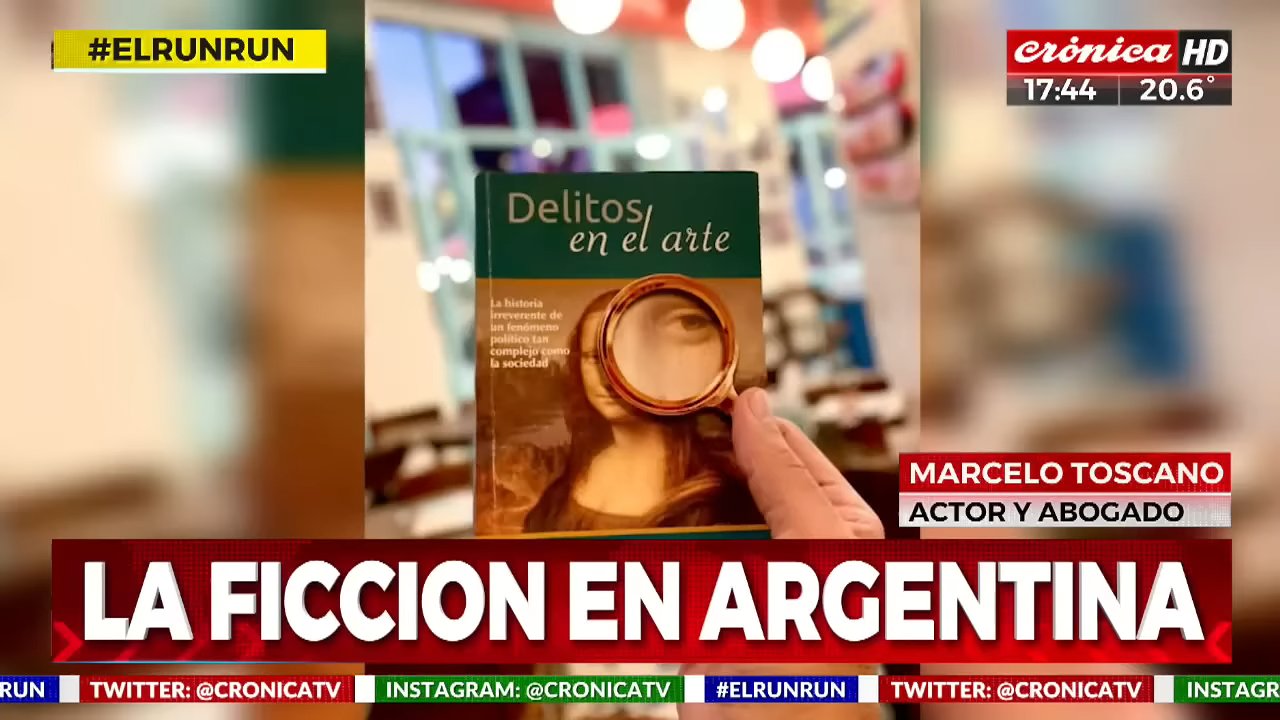 #ELRUNRUN
crónica HD
17:44 20.6°
Delitos
en el arte
La historia
irreverente de
un fenómeno
político tan
complejo como
la sociedad
MARCELO TOSCANO
ACTOR Y ABOGADO
LA FICCION EN ARGENTINA
RUN TWITTER: @CRONICATV INSTAGRAM: @CRONICATV #ELRUNRUN TWITTER: @CRONICATV INSTAG